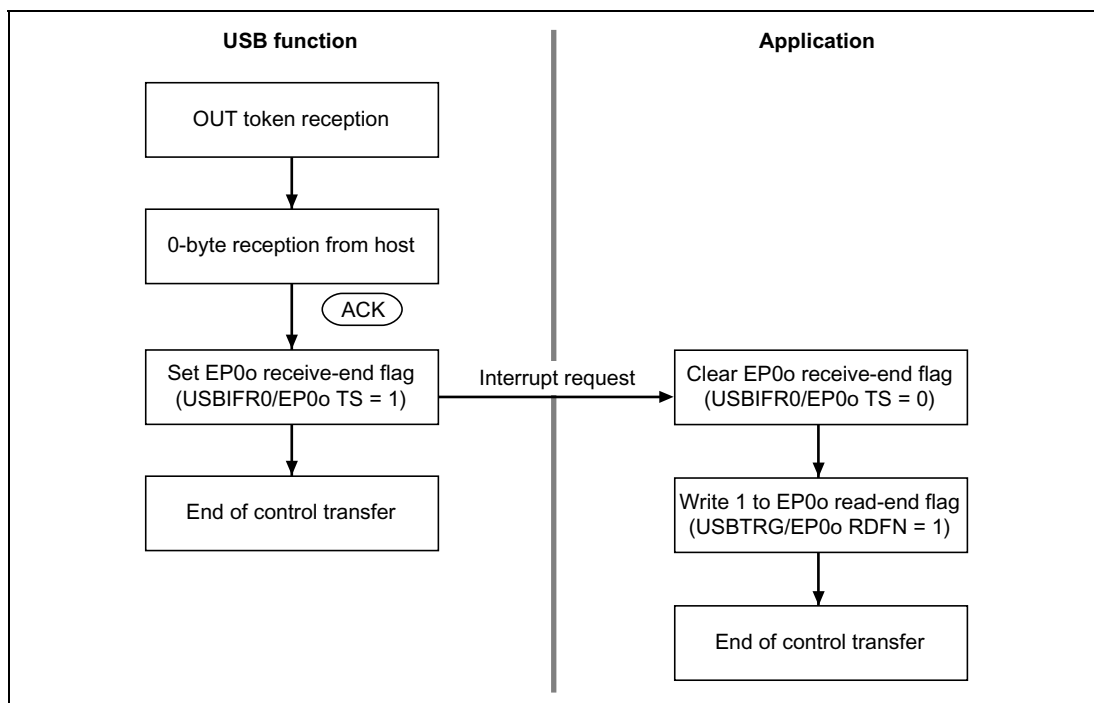 USB function
Application
OUT token reception
0-byte reception from host
ACK
Set EP0o receive-end flag
(USBIFR0/EP0o TS = 1)
Interrupt request
Clear EP0o receive-end flag
(USBIFR0/EP0o TS = 0)
End of control transfer
Write 1 to EP0o read-end flag
(USBTRG/EP0o RDFN = 1)
End of control transfer